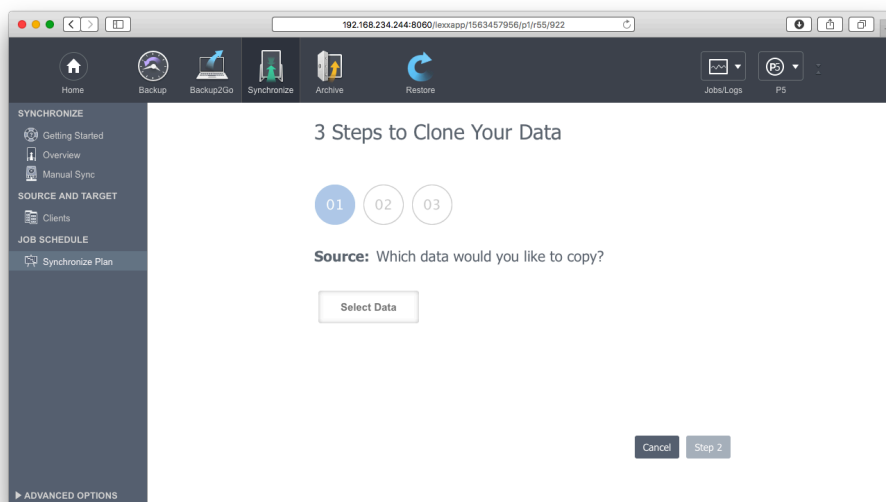 192.168.234.244:8060/lexxapp/1563457956/p1/r55/922
Home
Backup
Backup2Go
Synchronize
Archive
Restore
Jobs/Logs
P5
P5
SYNCHRONIZE
Getting Started
Overview
Manual Sync
SOURCE AND TARGET
Clients
JOB SCHEDULE
Synchronize Plan
ADVANCED OPTIONS
3 Steps to Clone Your Data
01 02 03
Source: Which data would you like to copy?
Select Data
Cancel Step 2